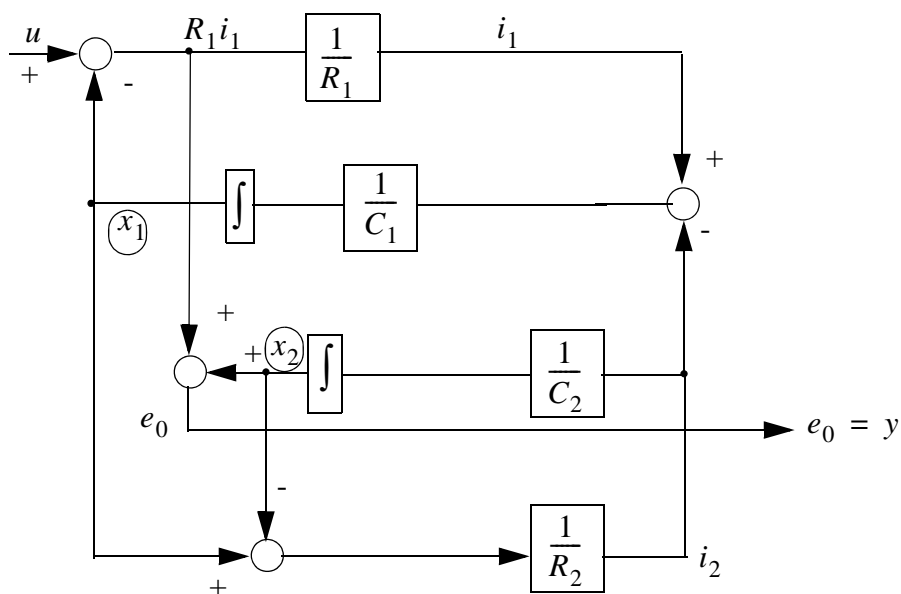 u
+
-
R₁i₁
1
R₁
i₁
+
-
x₁
∫
1
C₁
+
+
x₂
∫
1
C₂
e₀
e₀ = y
-
+
1
R₂
i₂